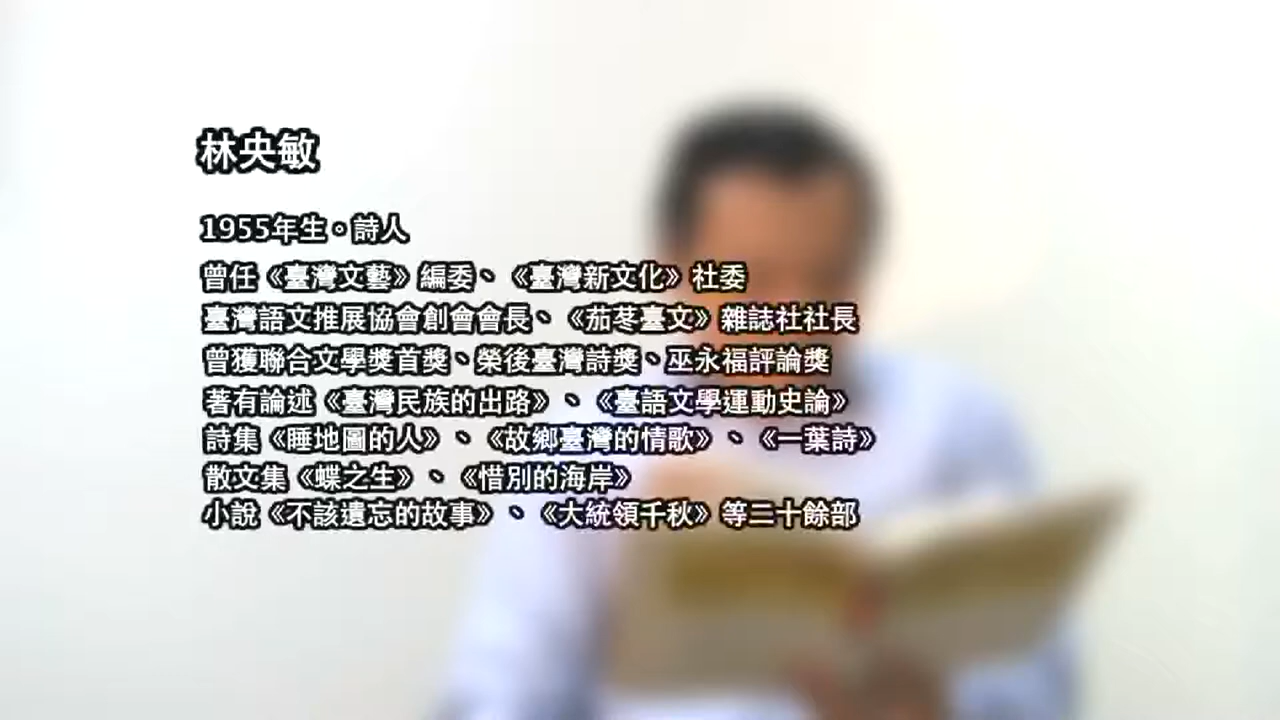 林央敏
1955年生・詩人
曾任《臺灣文藝》編委、《臺灣新文化》社委
臺灣語文推展協會創會會長、《茄苳臺文》雜誌社社長
曾獲聯合文學獎首獎、榮後臺灣詩獎、巫永福評論獎
著有論述《臺灣民族的出路》、《臺語文學運動史論》
詩集《睡地圖的人》、《故鄉臺灣的情歌》、《一葉詩》
散文集《蝶之生》、《惜別的海岸》
小說《不該遺忘的故事》、《大統領千秋》等二十餘部